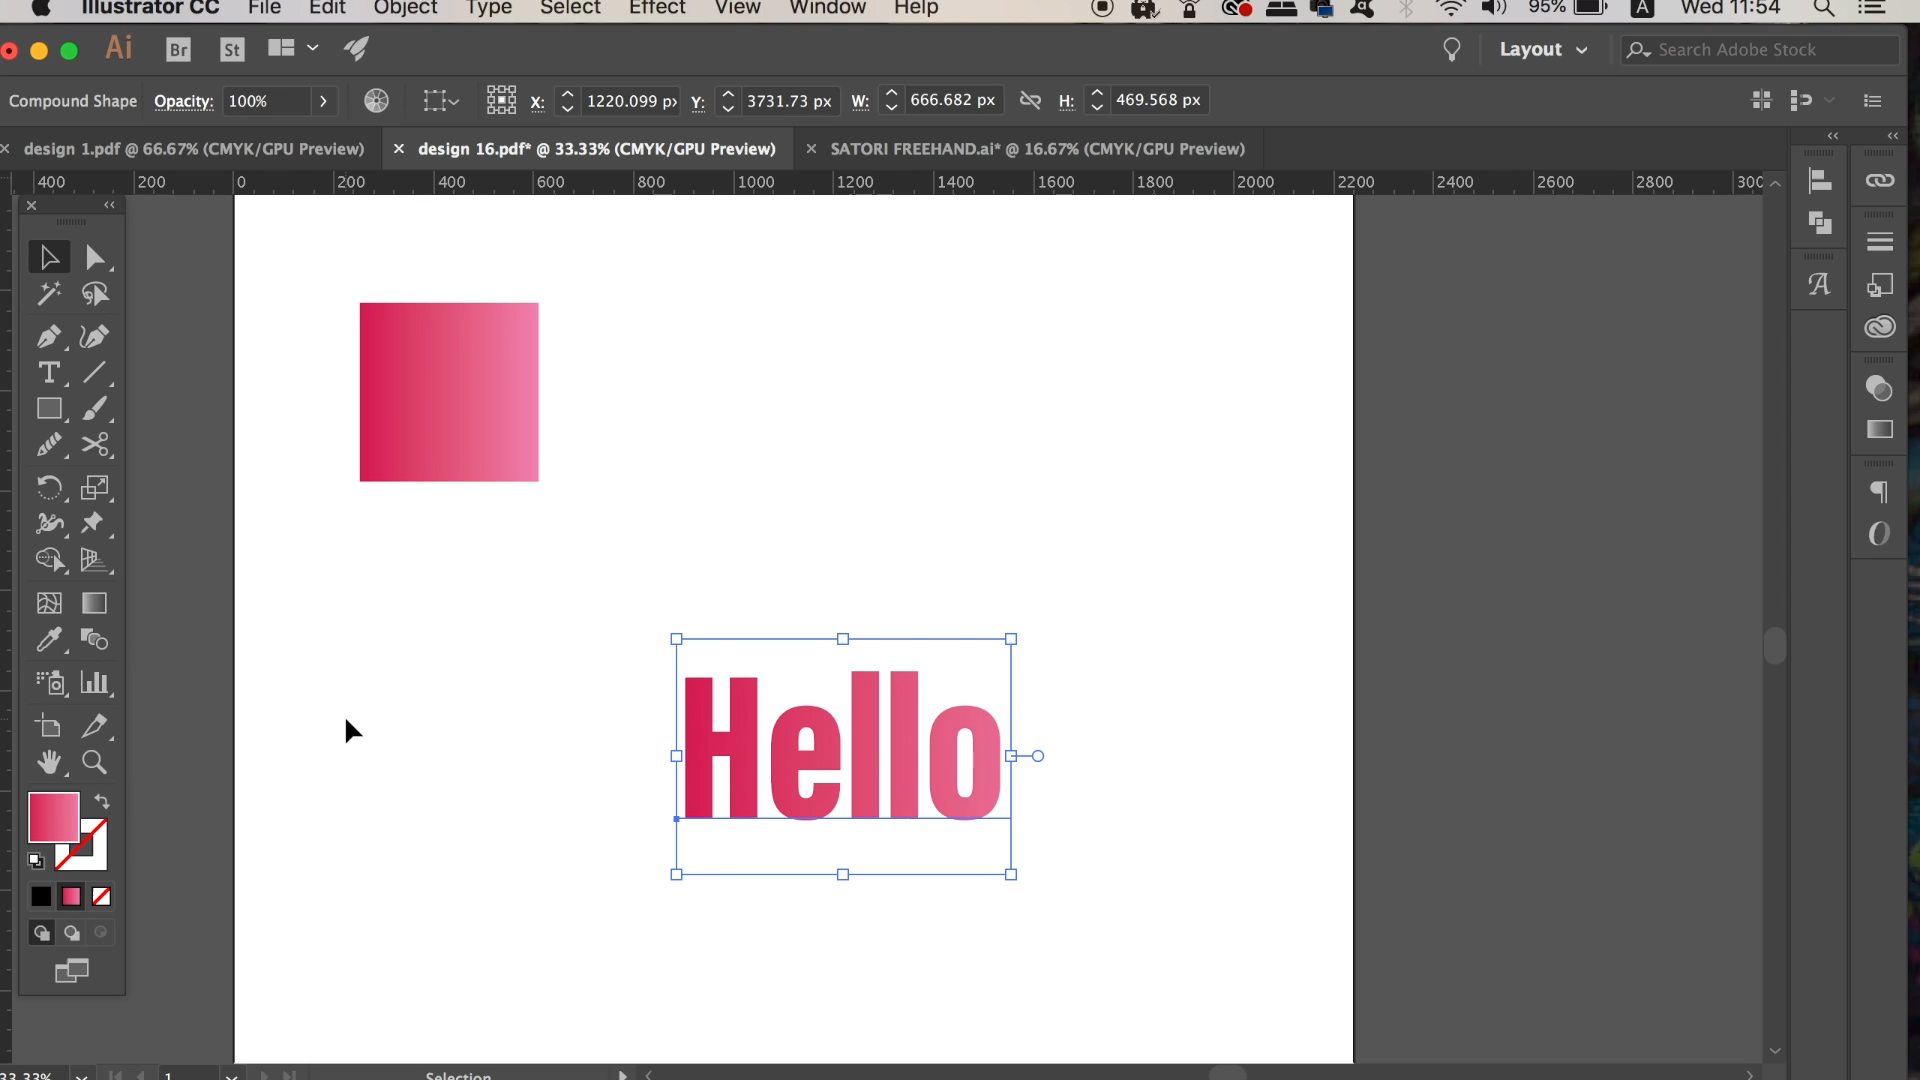 Illustrator CC File Edit Object Type Select Effect View Window Help 95% A Wed 11:54
Ai Br St Layout Search Adobe Stock
Compound Shape Opacity: 100% X: 1220.099 px Y: 3731.73 px W: 666.682 px H: 469.568 px
design 1.pdf @ 66.67% (CMYK/GPU Preview) design 16.pdf* @ 33.33% (CMYK/GPU Preview) SATORI FREEHAND.ai* @ 16.67% (CMYK/GPU Preview)
400 200 0 200 400 600 800 1000 1200 1400 1600 1800 2000 2200 2400 2600 2800 300
Hello
33.33% 1 Selection